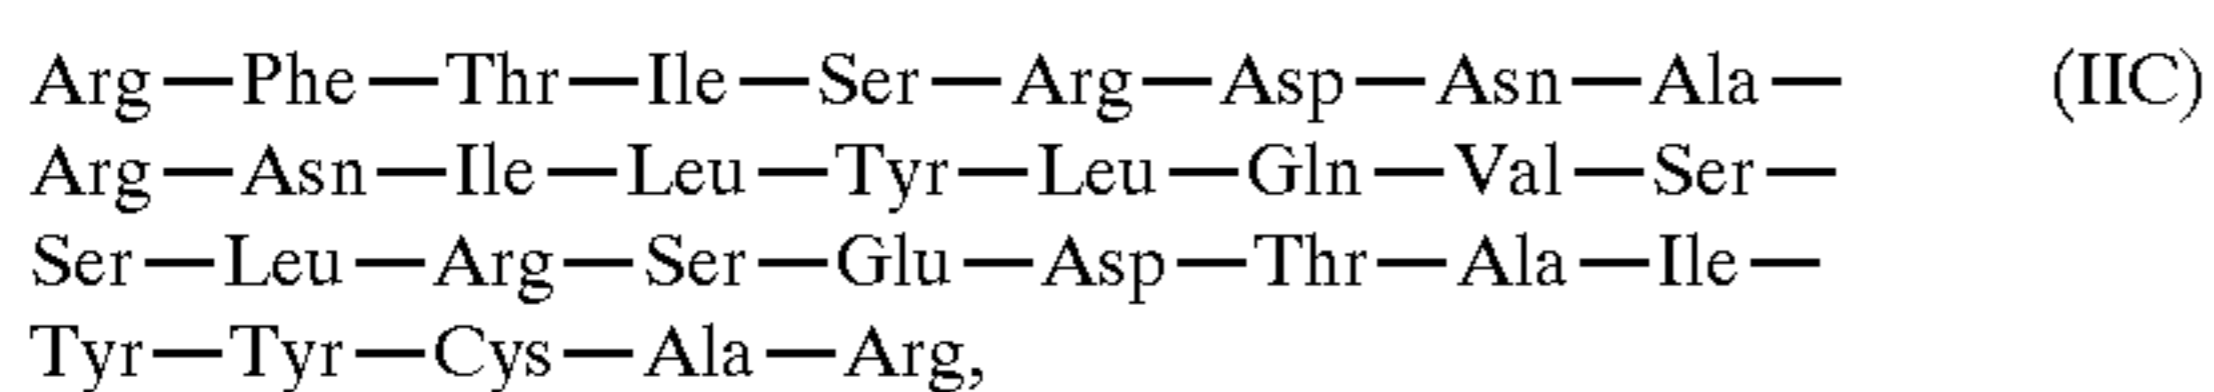 Arg—Phe—Thr—Ile—Ser—Arg—Asp—Asn—Ala— (IIC)
Arg—Asn—Ile—Leu—Tyr—Leu—Gln—Val—Ser—
Ser—Leu—Arg—Ser—Glu—Asp—Thr—Ala—Ile—
Tyr—Tyr—Cys—Ala—Arg,